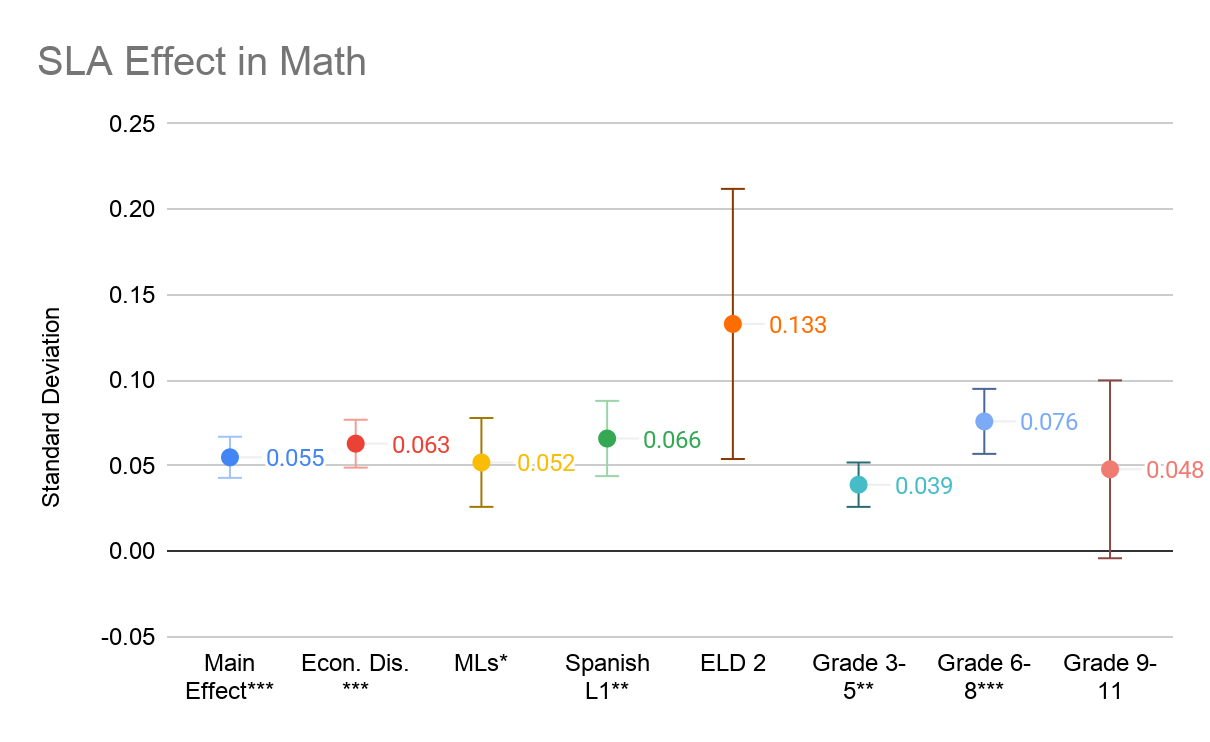 SLA Effect in Math
Standard Deviation
0.25
0.20
0.15
0.10
0.05
0.00
-0.05
0.055
0.063
0.052
0.066
0.133
0.039
0.076
0.048
Main
Effect***
Econ. Dis.
***
MLs*
Spanish
L1**
ELD 2
Grade 3-
5**
Grade 6-
8***
Grade 9-
11